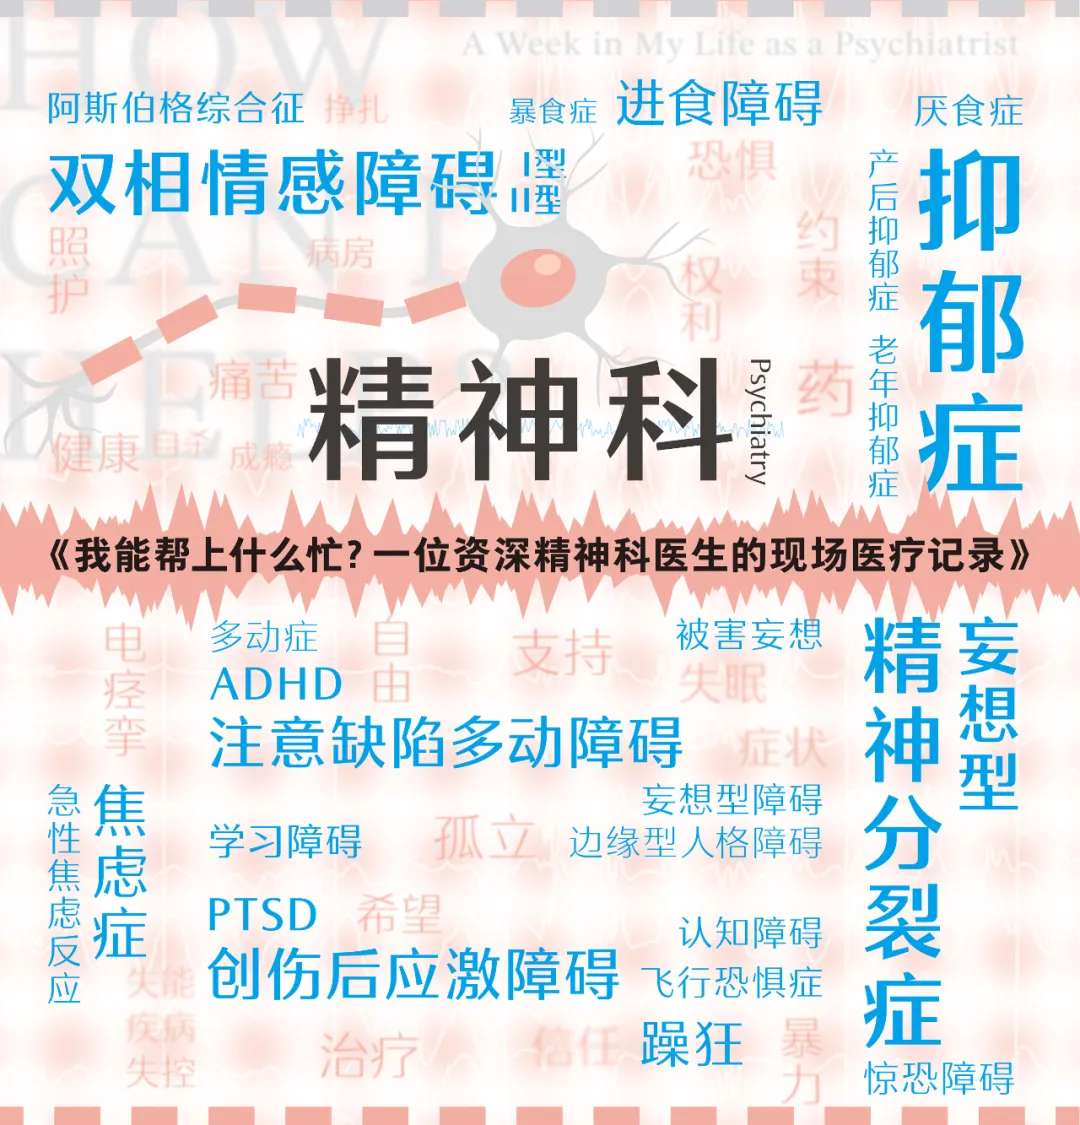 HOW
CAN I
HELP?
A Week in My Life as a Psychiatrist
阿斯伯格综合征
挣扎
暴食症
进食障碍
厌食症
双相情感障碍
I型
II型
恐惧
产后抑郁症
老年抑郁症
抑郁症
照护
病房
约束
权利
痛苦
药
健康
自杀
成瘾
精神科
Psychiatry
《我能帮上什么忙?一位资深精神科医生的现场医疗记录》
电痉挛
多动症
自由
支持
被害妄想
ADHD
失眠
注意缺陷多动障碍
症状
精神分裂症
妄想型
急性焦虑反应
焦虑症
妄想型障碍
学习障碍
孤立
边缘型人格障碍
PTSD
希望
认知障碍
创伤后应激障碍
飞行恐惧症
失能
疾病
失控
治疗
信任
躁狂
暴力
惊恐障碍